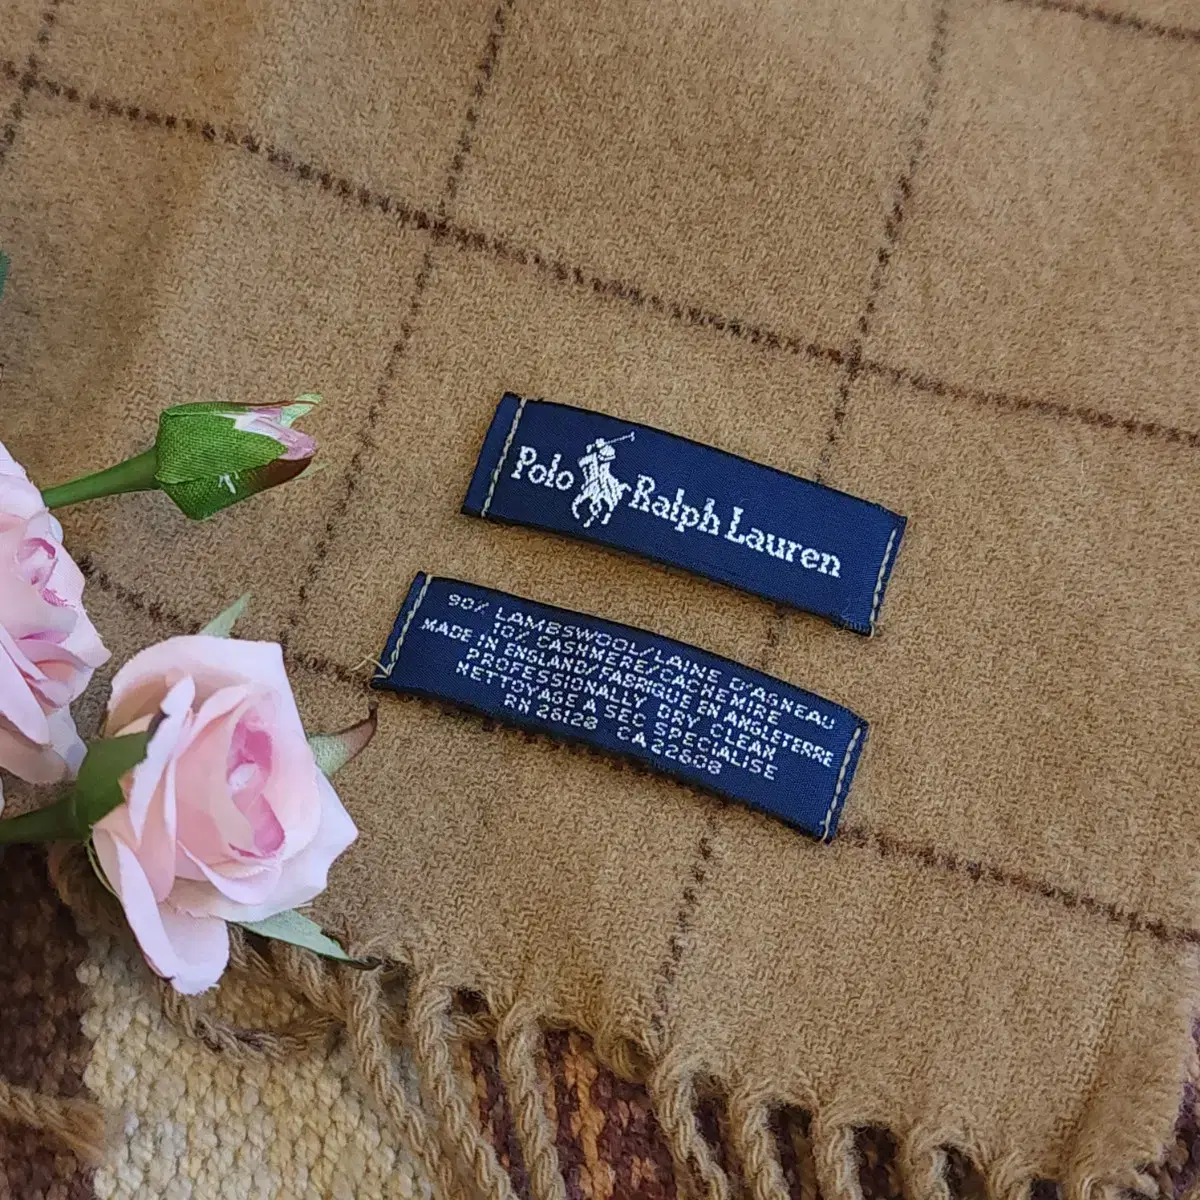 Polo Ralph Lauren
90% LAMBSWOOL/LAINE D'AGNEAU
10% CASHMERE/CACHEMIRE
MADE IN ENGLAND/FABRIQUE EN ANGLETERRE
PROFESSIONALLY DRY CLEAN
NETTOYAGE A SEC SPECIALISE
RN 26128 CA 22608